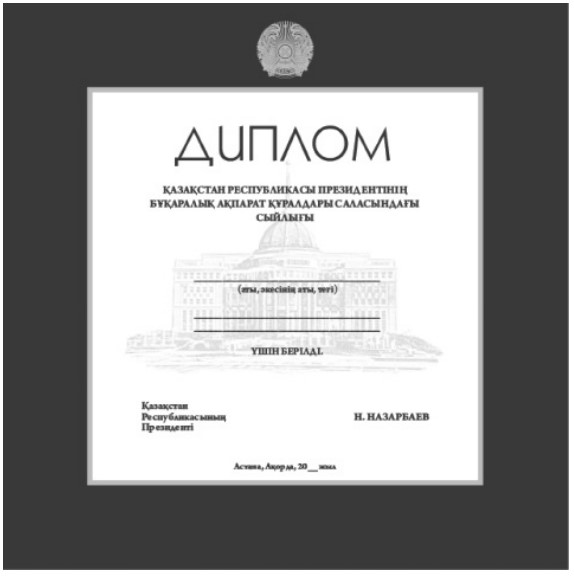 ДИПЛОМ
ҚАЗАҚСТАН РЕСПУБЛИКАСЫ ПРЕЗИДЕНТІНІҢ
БҰҚАРАЛЫҚ АҚПАРАТ ҚҰРАЛДАРЫ САЛАСЫНДАҒЫ
СЫЙЛЫҒЫ
(аты, әкесінің аты, тегі)
ҮШІН БЕРІЛДІ.
Қазақстан
Республикасының
Президенті
Н. НАЗАРБАЕВ
Астана, Ақорда, 20__ жыл